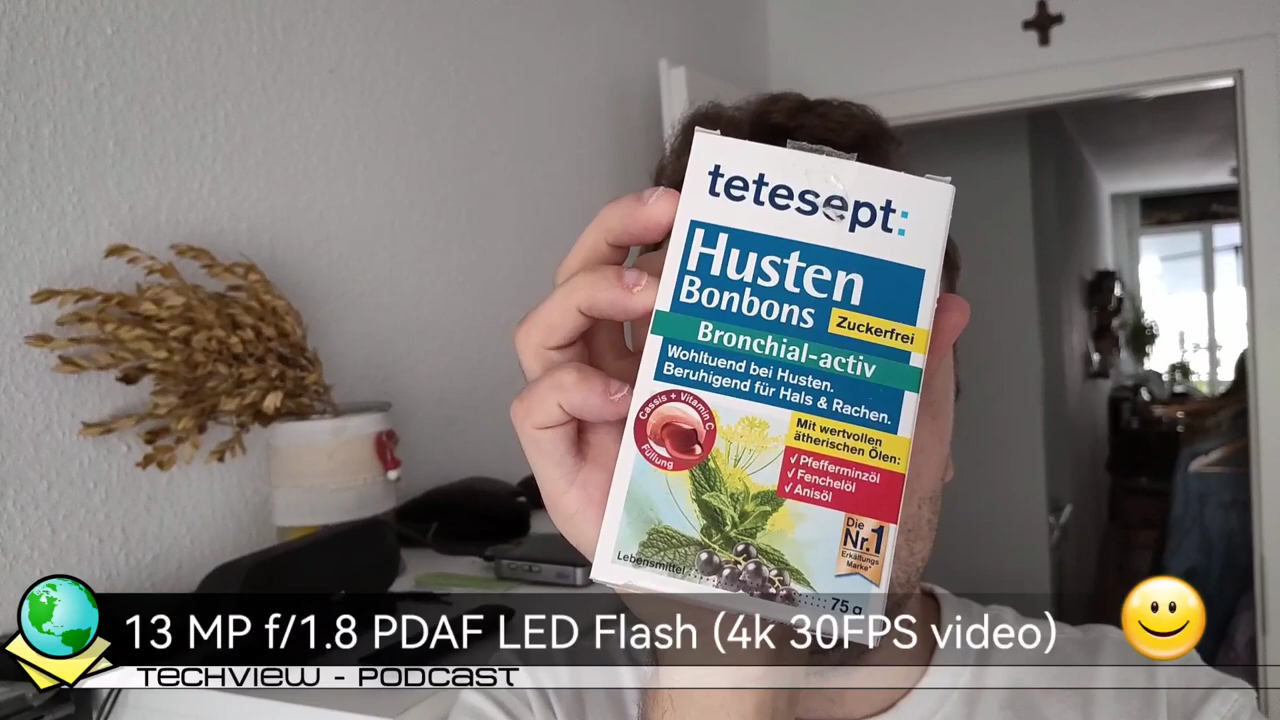 tetesept:
Husten
Bonbons
Zuckerfrei
Bronchial-activ
Wohltuend bei Husten.
Beruhigend für Hals & Rachen.
Cassis + Vitamin C
Füllung
Mit wertvollen
ätherischen Ölen:
✓ Pfefferminzöl
✓ Fenchelöl
✓ Anisöl
Die
Nr.1
Erkältungs
Marke*
Lebensmittel
75 g
13 MP f/1.8 PDAF LED Flash (4k 30FPS video)
TECHVIEW - PODCAST